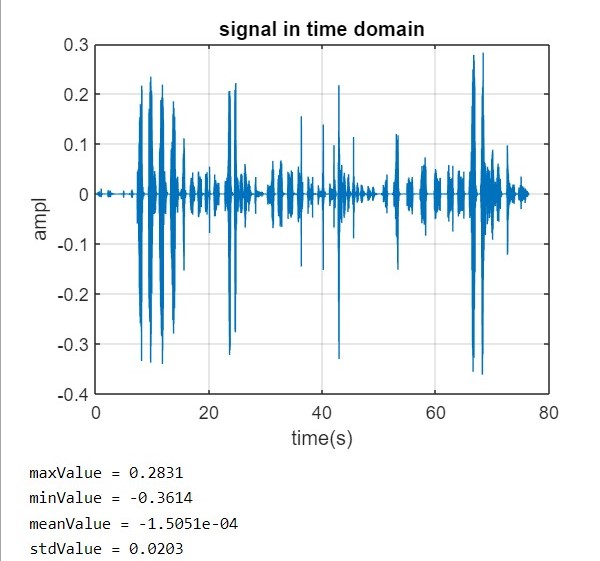 signal in time domain
0.3
0.2
0.1
0
-0.1
-0.2
-0.3
-0.4
ampl
0 20 40 60 80
time(s)
maxValue = 0.2831
minValue = -0.3614
meanValue = -1.5051e-04
stdValue = 0.0203